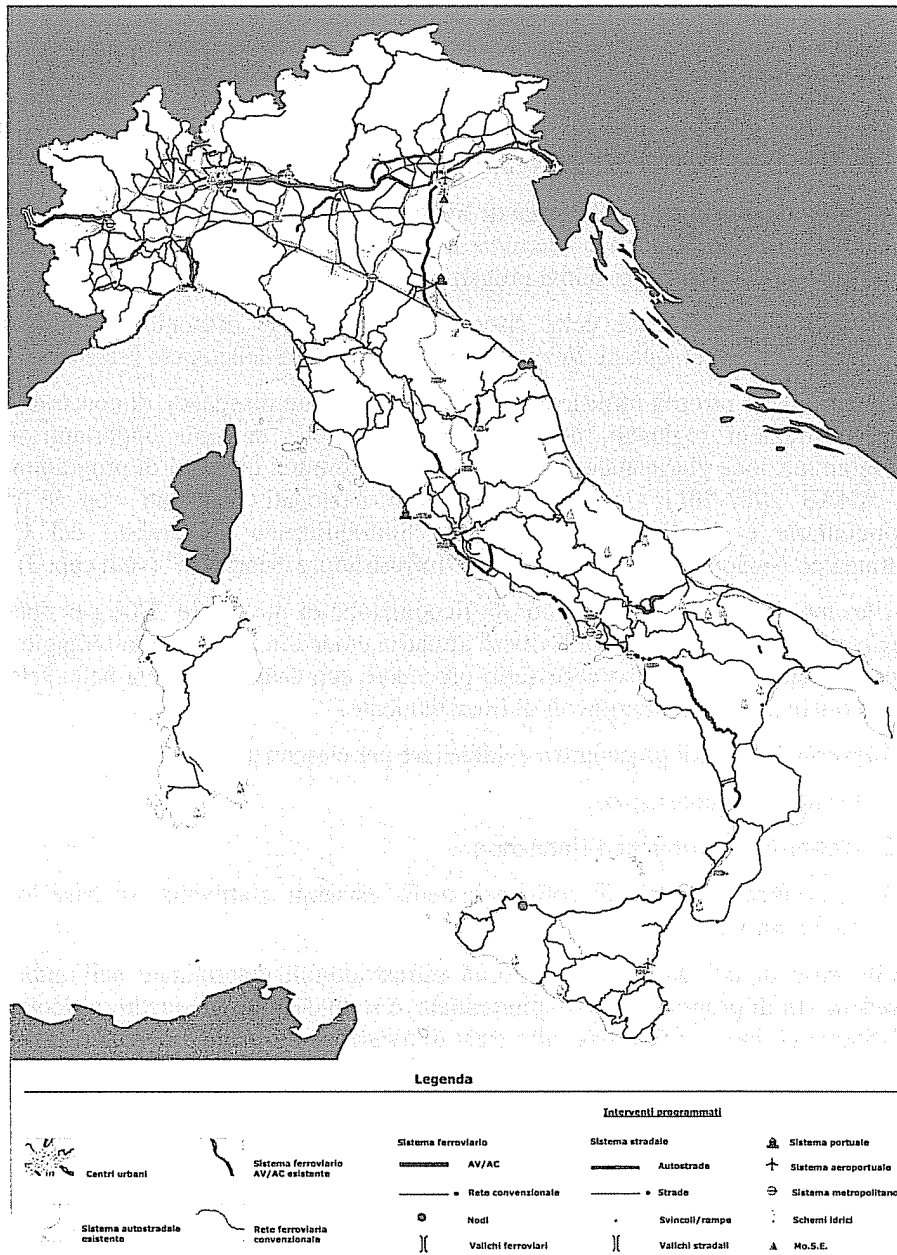 Legenda
Interventi programmati
Centri urbani
Sistema ferroviario
AV/AC esistente
Sistema autostradale
esistente
Rete ferroviaria
convenzionale
Sistema ferroviario
AV/AC
Rete convenzionale
Nodi
Valichi ferroviari
Sistema stradale
Autostrade
Strade
Svincoli/rampe
Valichi stradali
Sistema portuale
Sistema aeroportuale
Sistema metropolitano
Schemi idrici
Mo.S.E.